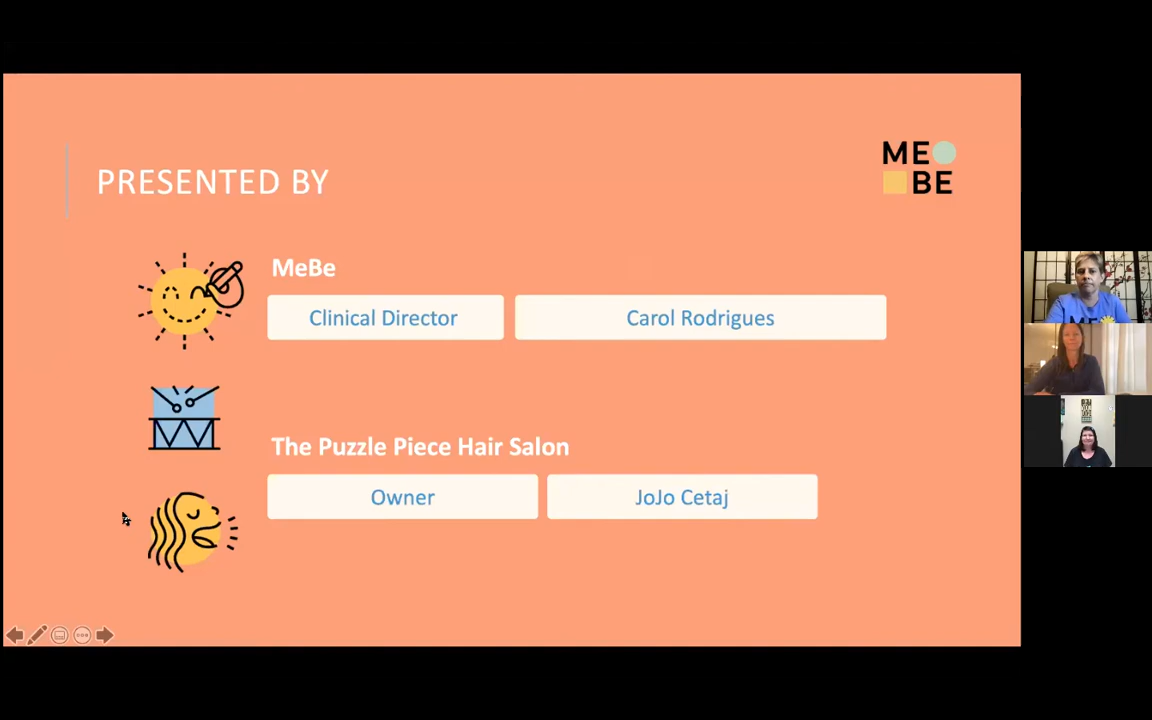 PRESENTED BY
ME
BE
MeBe
Clinical Director
Carol Rodrigues
The Puzzle Piece Hair Salon
Owner
JoJo Cetaj